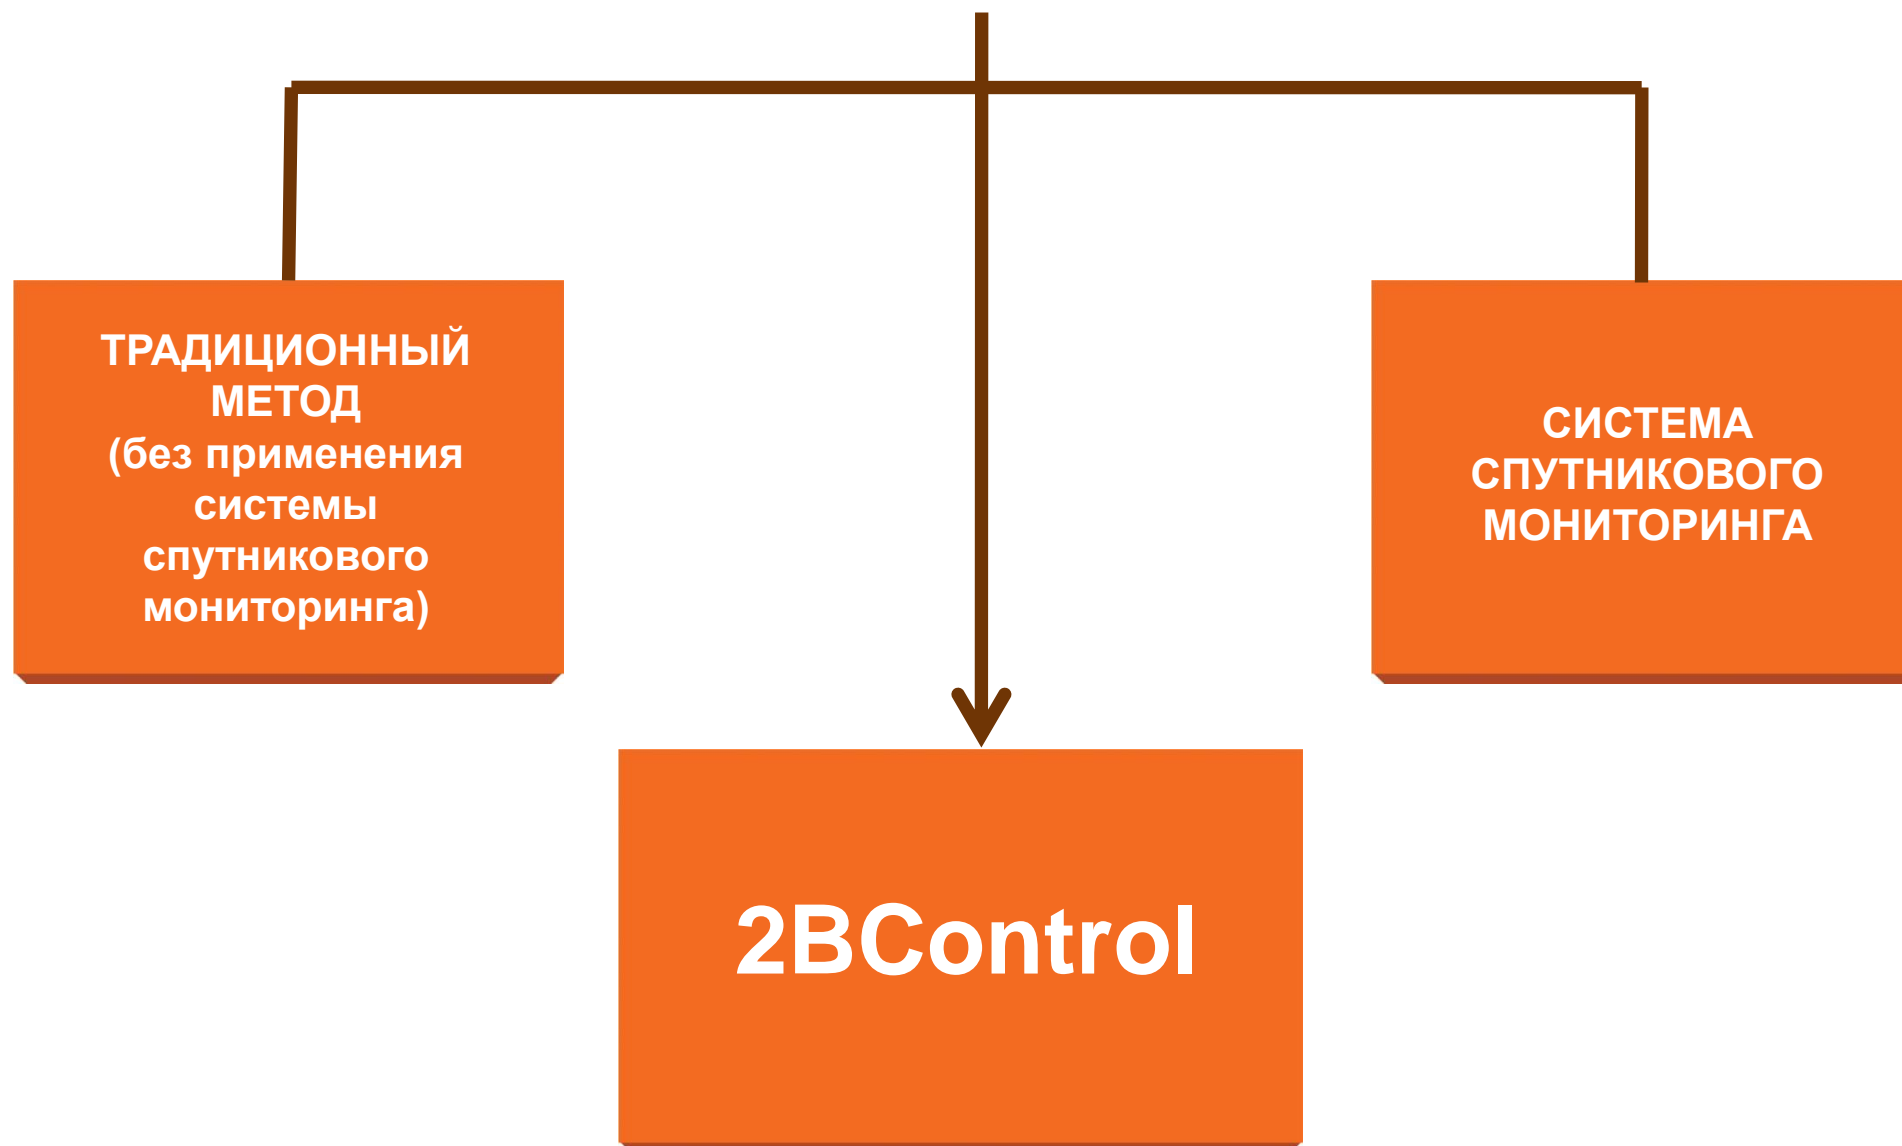 ТРАДИЦИОННЫЙ
МЕТОД
(без применения
системы
спутникового
мониторинга)
СИСТЕМА
СПУТНИКОВОГО
МОНИТОРИНГА
2BControl